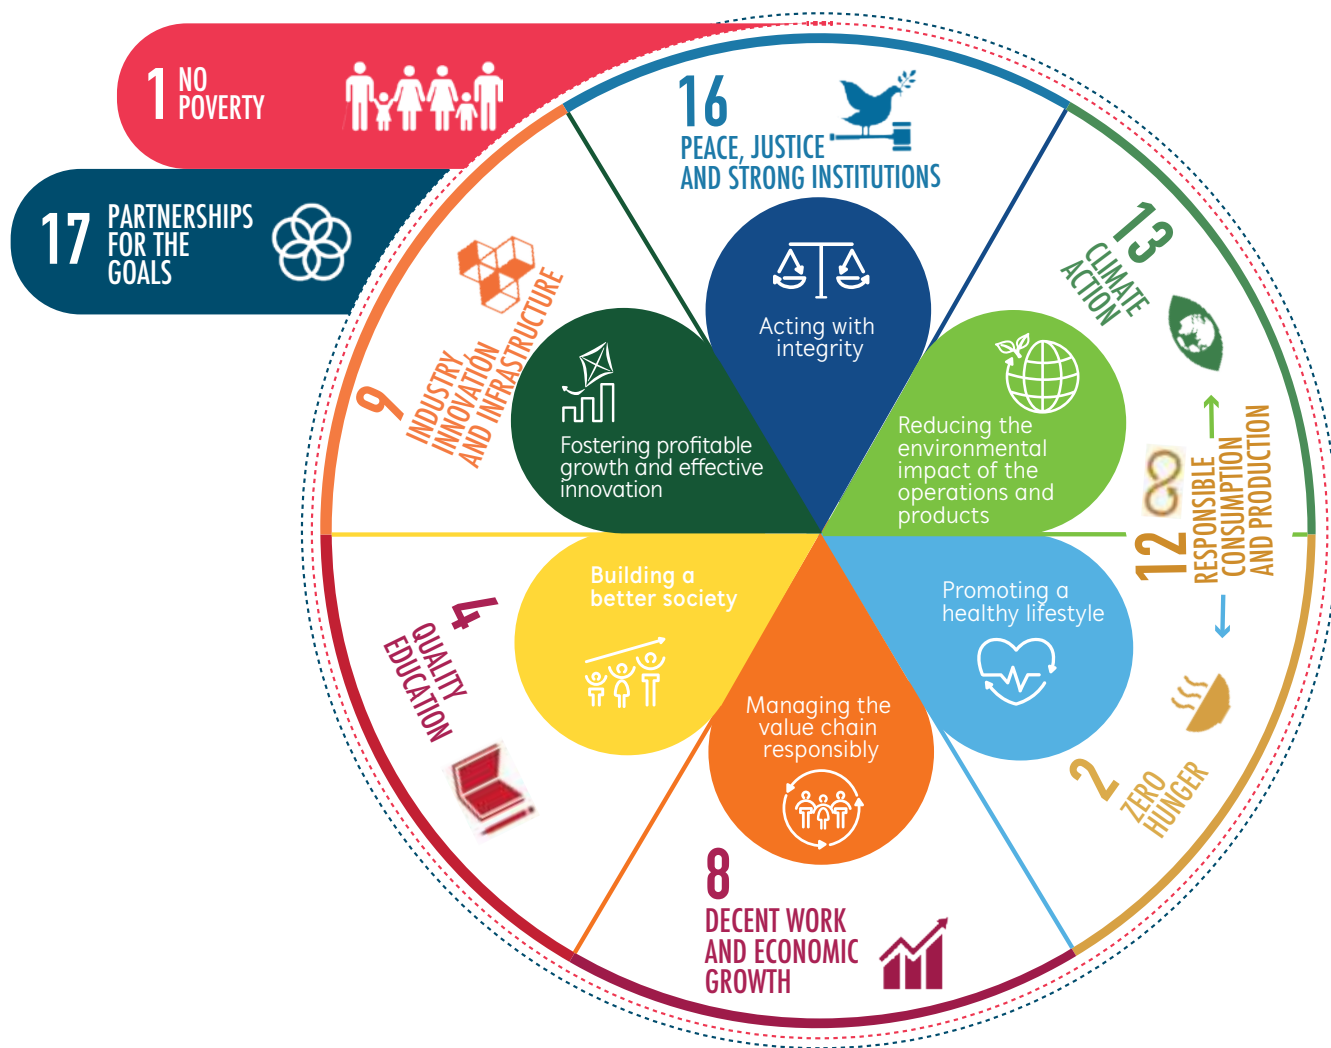 1
NO
POVERTY
17
PARTNERSHIPS
FOR THE
GOALS
16
PEACE, JUSTICE
AND STRONG INSTITUTIONS
13
CLIMATE
ACTION
12
RESPONSIBLE
CONSUMPTION
AND PRODUCTION
2
ZERO
HUNGER
8
DECENT WORK
AND ECONOMIC
GROWTH
4
QUALITY
EDUCATION
9
INDUSTRY
INNOVATIÓN
AND INFRASTRUCTURE
Acting with
integrity
Reducing the
environmental
impact of the
operations and
products
Promoting a
healthy lifestyle
Managing the
value chain
responsibly
Building a
better society
Fostering profitable
growth and effective
innovation